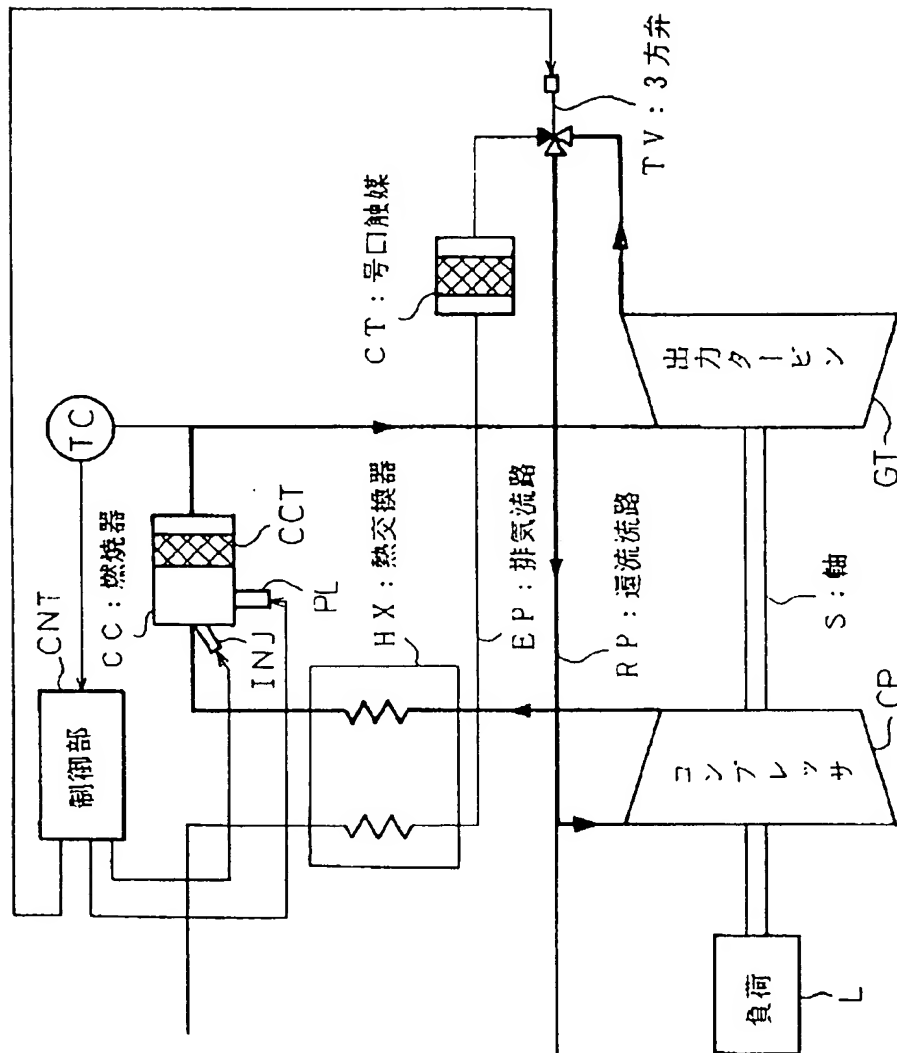 TV:3方弁
CT:号口触媒
出力タービン
GT
TC
CNT
CC:燃焼器
CCT
PL
INJ
HX:熱交換器
EP:排気流路
RP:逗流流路
S:軸
制御部
コンプレッサ
CP
負荷
L